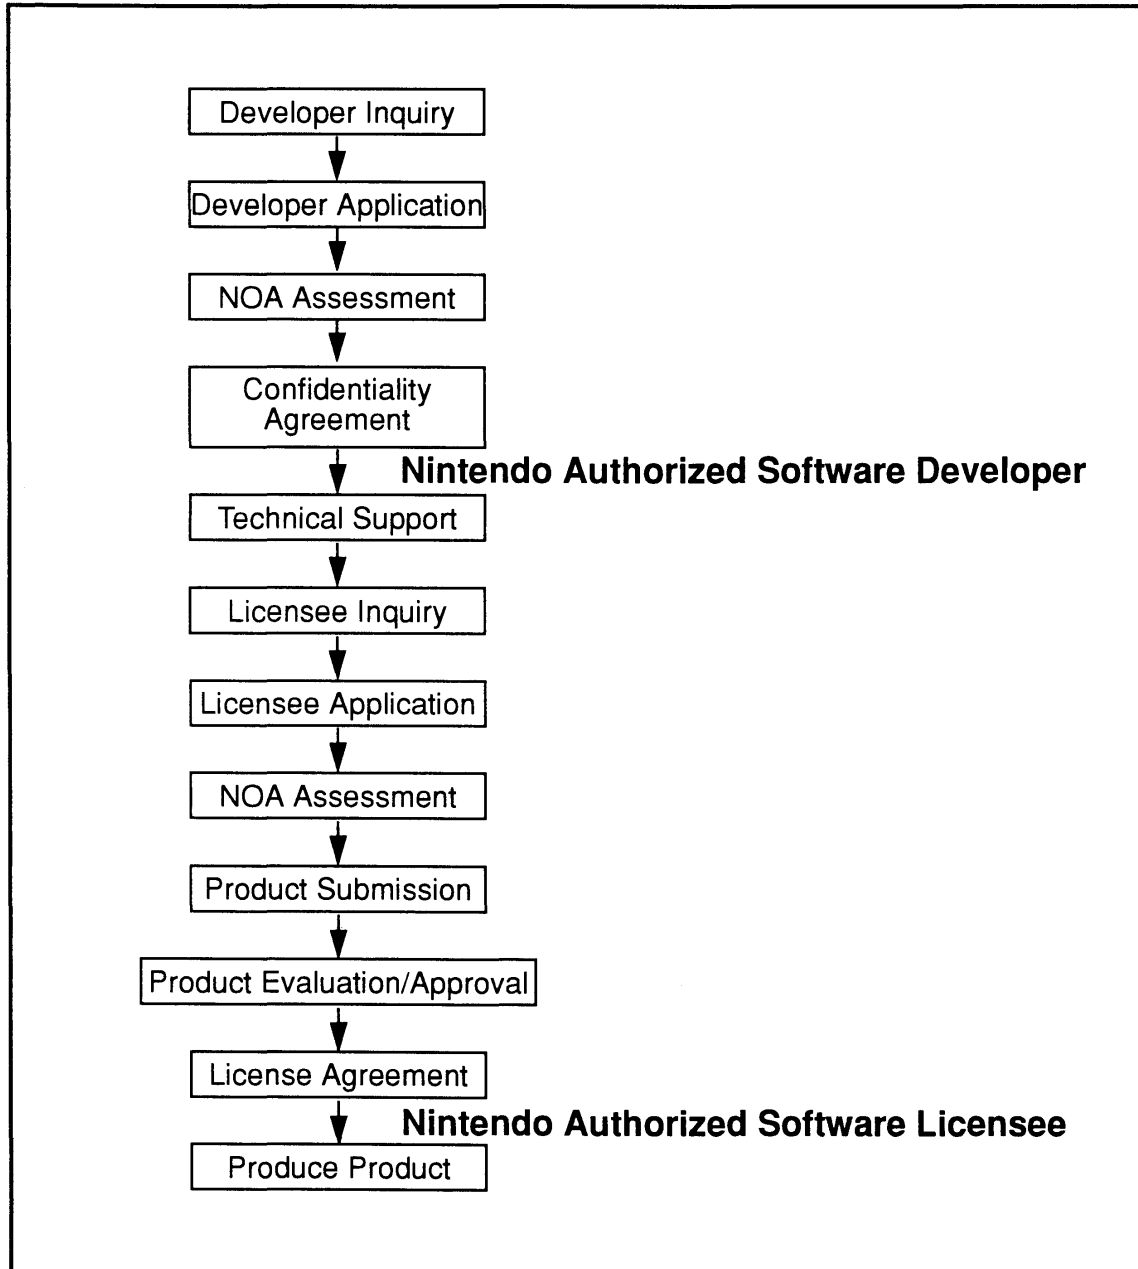 Developer Inquiry
Developer Application
NOA Assessment
Confidentiality
Agreement
Nintendo Authorized Software Developer
Technical Support
Licensee Inquiry
Licensee Application
NOA Assessment
Product Submission
Product Evaluation/Approval
License Agreement
Nintendo Authorized Software Licensee
Produce Product